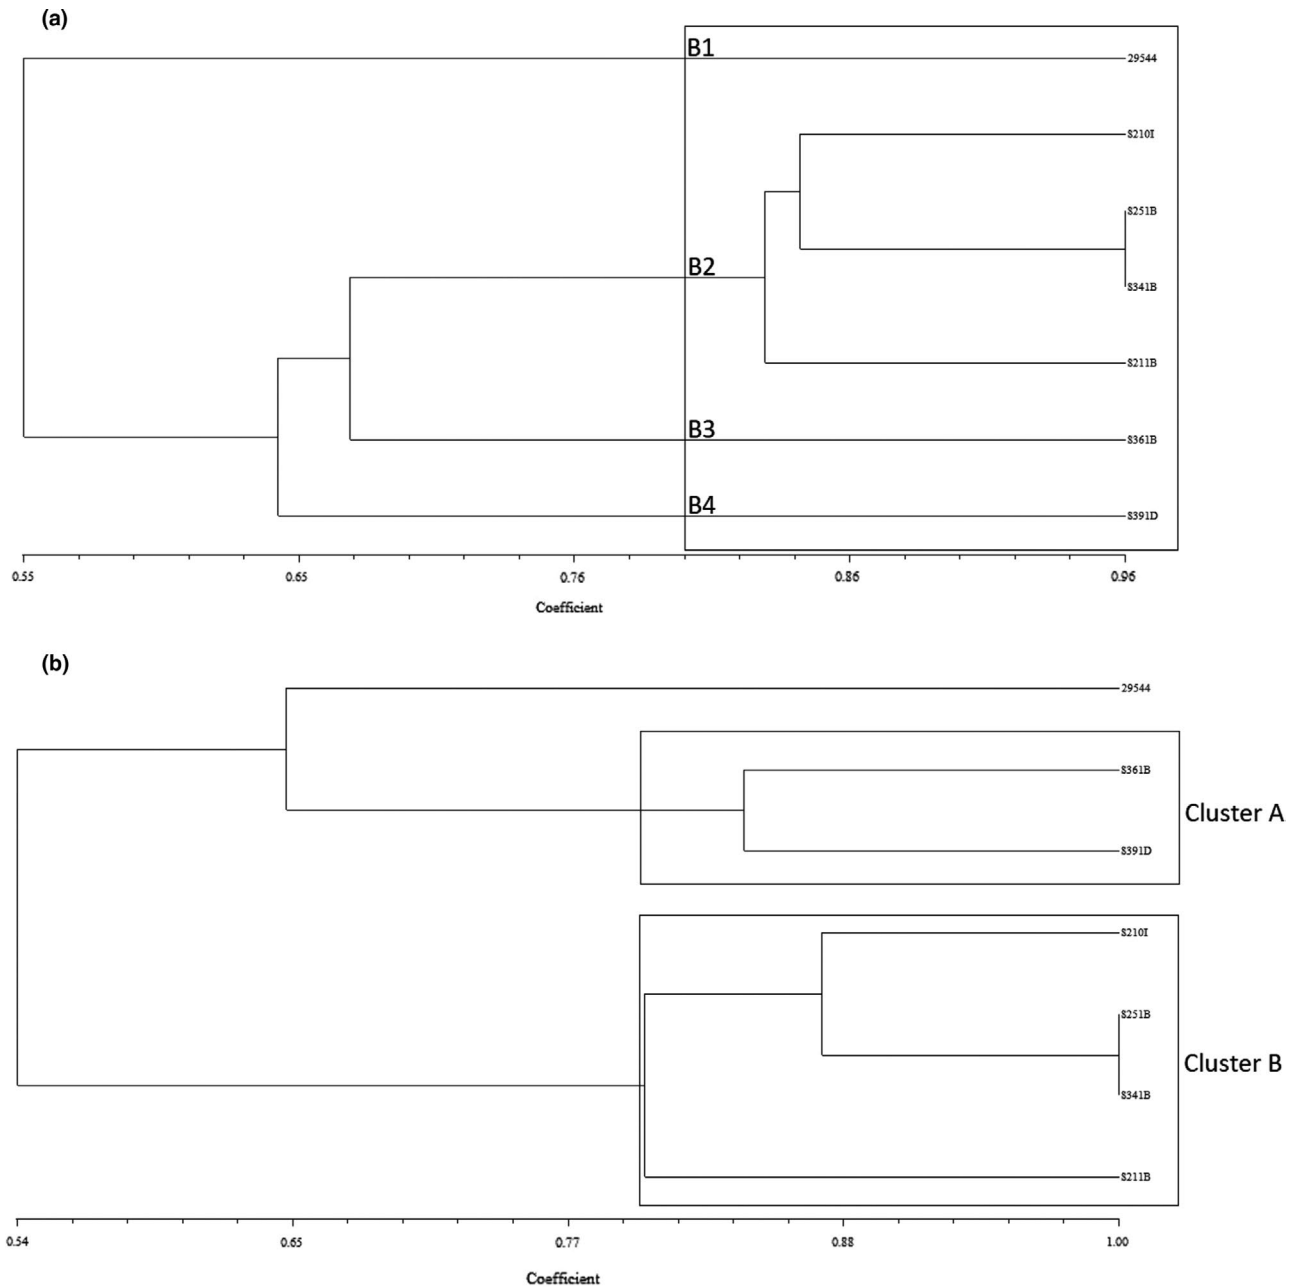 (a)
B1
29544
S210I
S251B
B2
S341B
S211B
B3
S361B
B4
S391D
0.55 0.65 0.76 0.86 0.96
Coefficient
(b)
29544
S361B
Cluster A
S391D
S210I
S251B
Cluster B
S341B
S211B
0.54 0.65 0.77 0.88 1.00
Coefficient